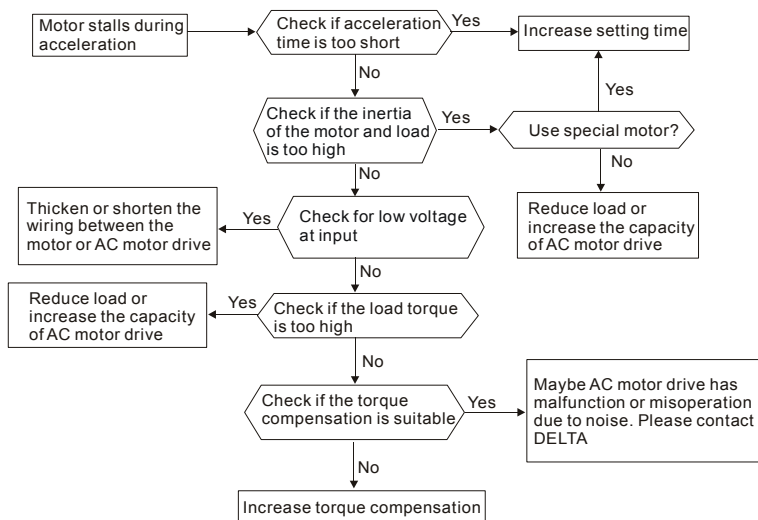 Motor stalls during
acceleration
Check if acceleration
time is too short
Yes
Increase setting time
No
Yes
Check if the inertia
of the motor and load
is too high
Yes
Use special motor?
No
No
Thicken or shorten the
wiring between the
motor or AC motor drive
Yes
Check for low voltage
at input
Reduce load or
increase the capacity
of AC motor drive
No
Reduce load or
increase the capacity
of AC motor drive
Yes
Check if the load torque
is too high
No
Check if the torque
compensation is suitable
Yes
Maybe AC motor drive has
malfunction or misoperation
due to noise. Please contact
DELTA
No
Increase torque compensation